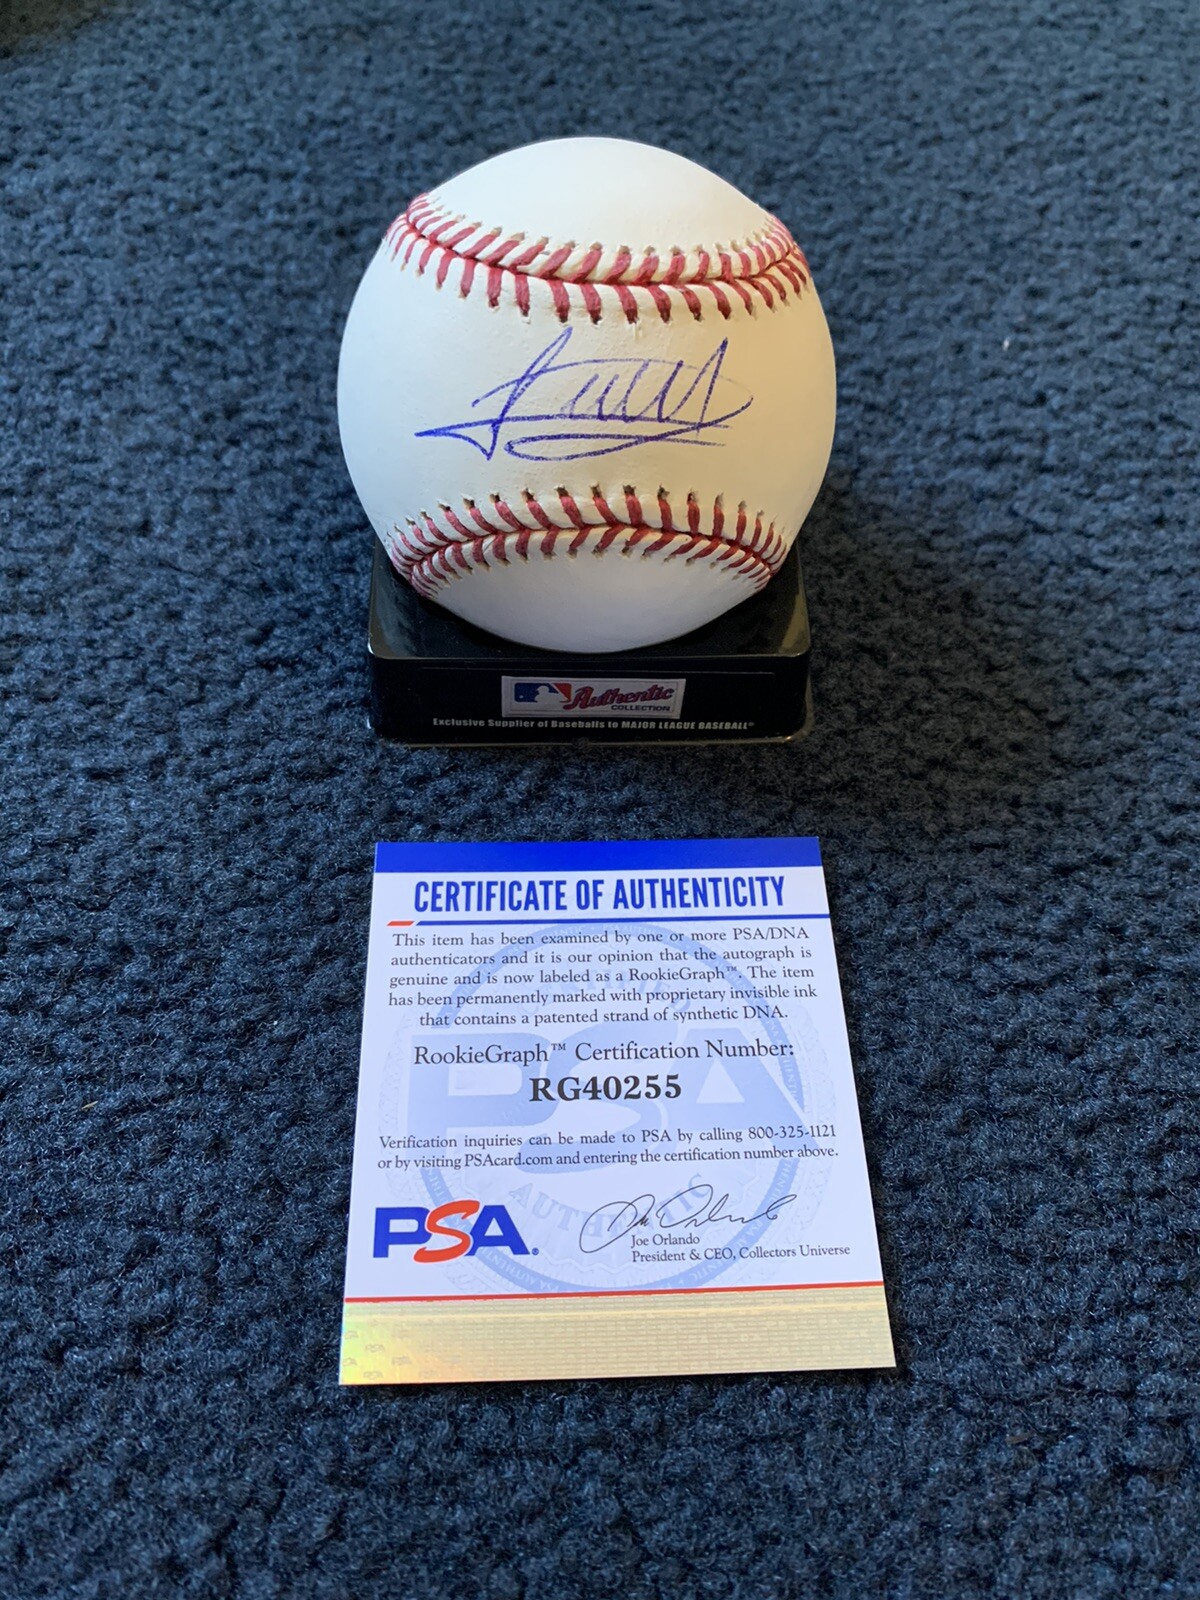 Authentic
COLLECTION
Exclusive Supplier of Baseballs to MAJOR LEAGUE BASEBALL®
CERTIFICATE OF AUTHENTICITY
This item has been examined by one or more PSA/DNA
authenticators and it is our opinion that the autograph is
genuine and is now labeled as a RookieGraph™. The item
has been permanently marked with proprietary invisible ink
that contains a patented strand of synthetic DNA.
RookieGraph™ Certification Number:
RG40255
Verification inquiries can be made to PSA by calling 800-325-1121
or by visiting PSAcard.com and entering the certification number above.
PSA®
Joe Orlando
President & CEO, Collectors Universe